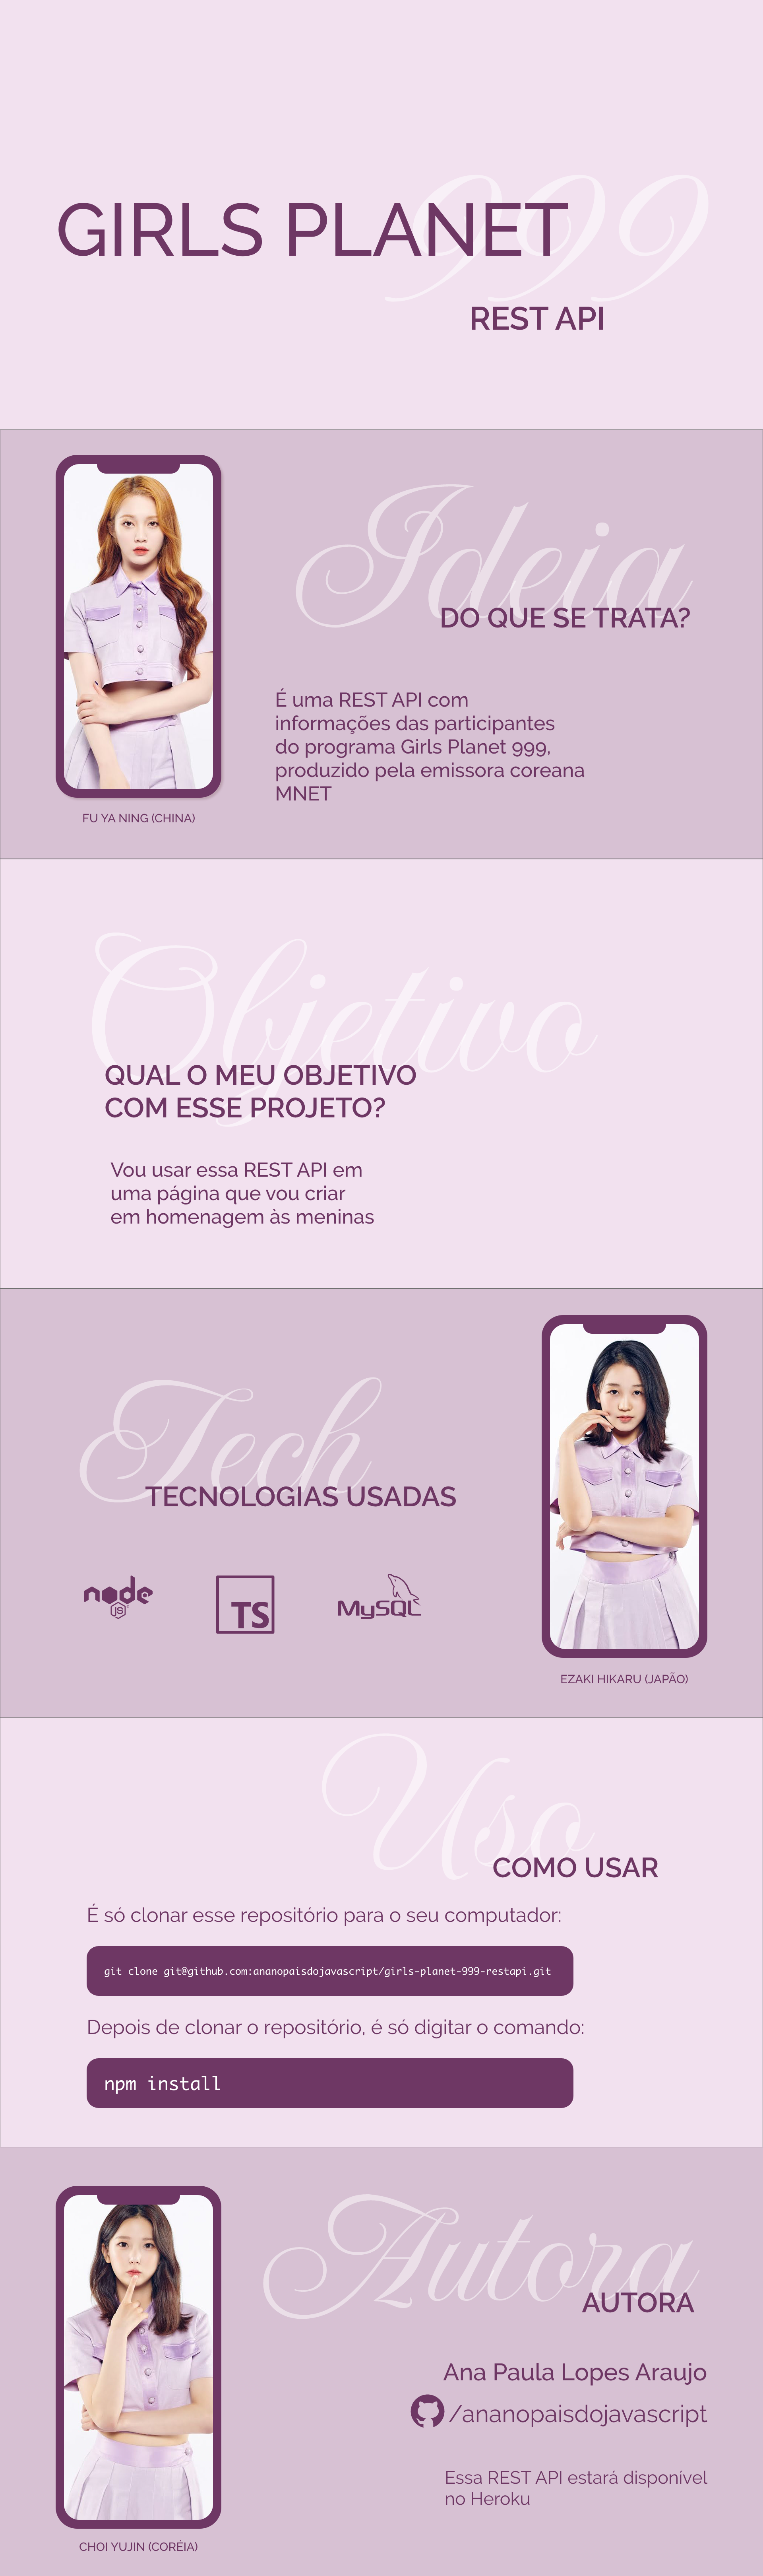 999
GIRLS PLANET
REST API
Ideia
DO QUE SE TRATA?
É uma REST API com
informações das participantes
do programa Girls Planet 999,
produzido pela emissora coreana
MNET
FU YA NING (CHINA)
Objetivo
QUAL O MEU OBJETIVO
COM ESSE PROJETO?
Vou usar essa REST API em
uma página que vou criar
em homenagem às meninas
Tech
TECNOLOGIAS USADAS
node
JS
TS
MySQL
EZAKI HIKARU (JAPÃO)
Uso
COMO USAR
É só clonar esse repositório para o seu computador:
git clone git@github.com:ananopaisdojavascript/girls-planet-999-restapi.git
Depois de clonar o repositório, é só digitar o comando:
npm install
Autora
AUTORA
Ana Paula Lopes Araujo
/ananopaisdojavascript
Essa REST API estará disponível
no Heroku
CHOI YUJIN (CORÉIA)